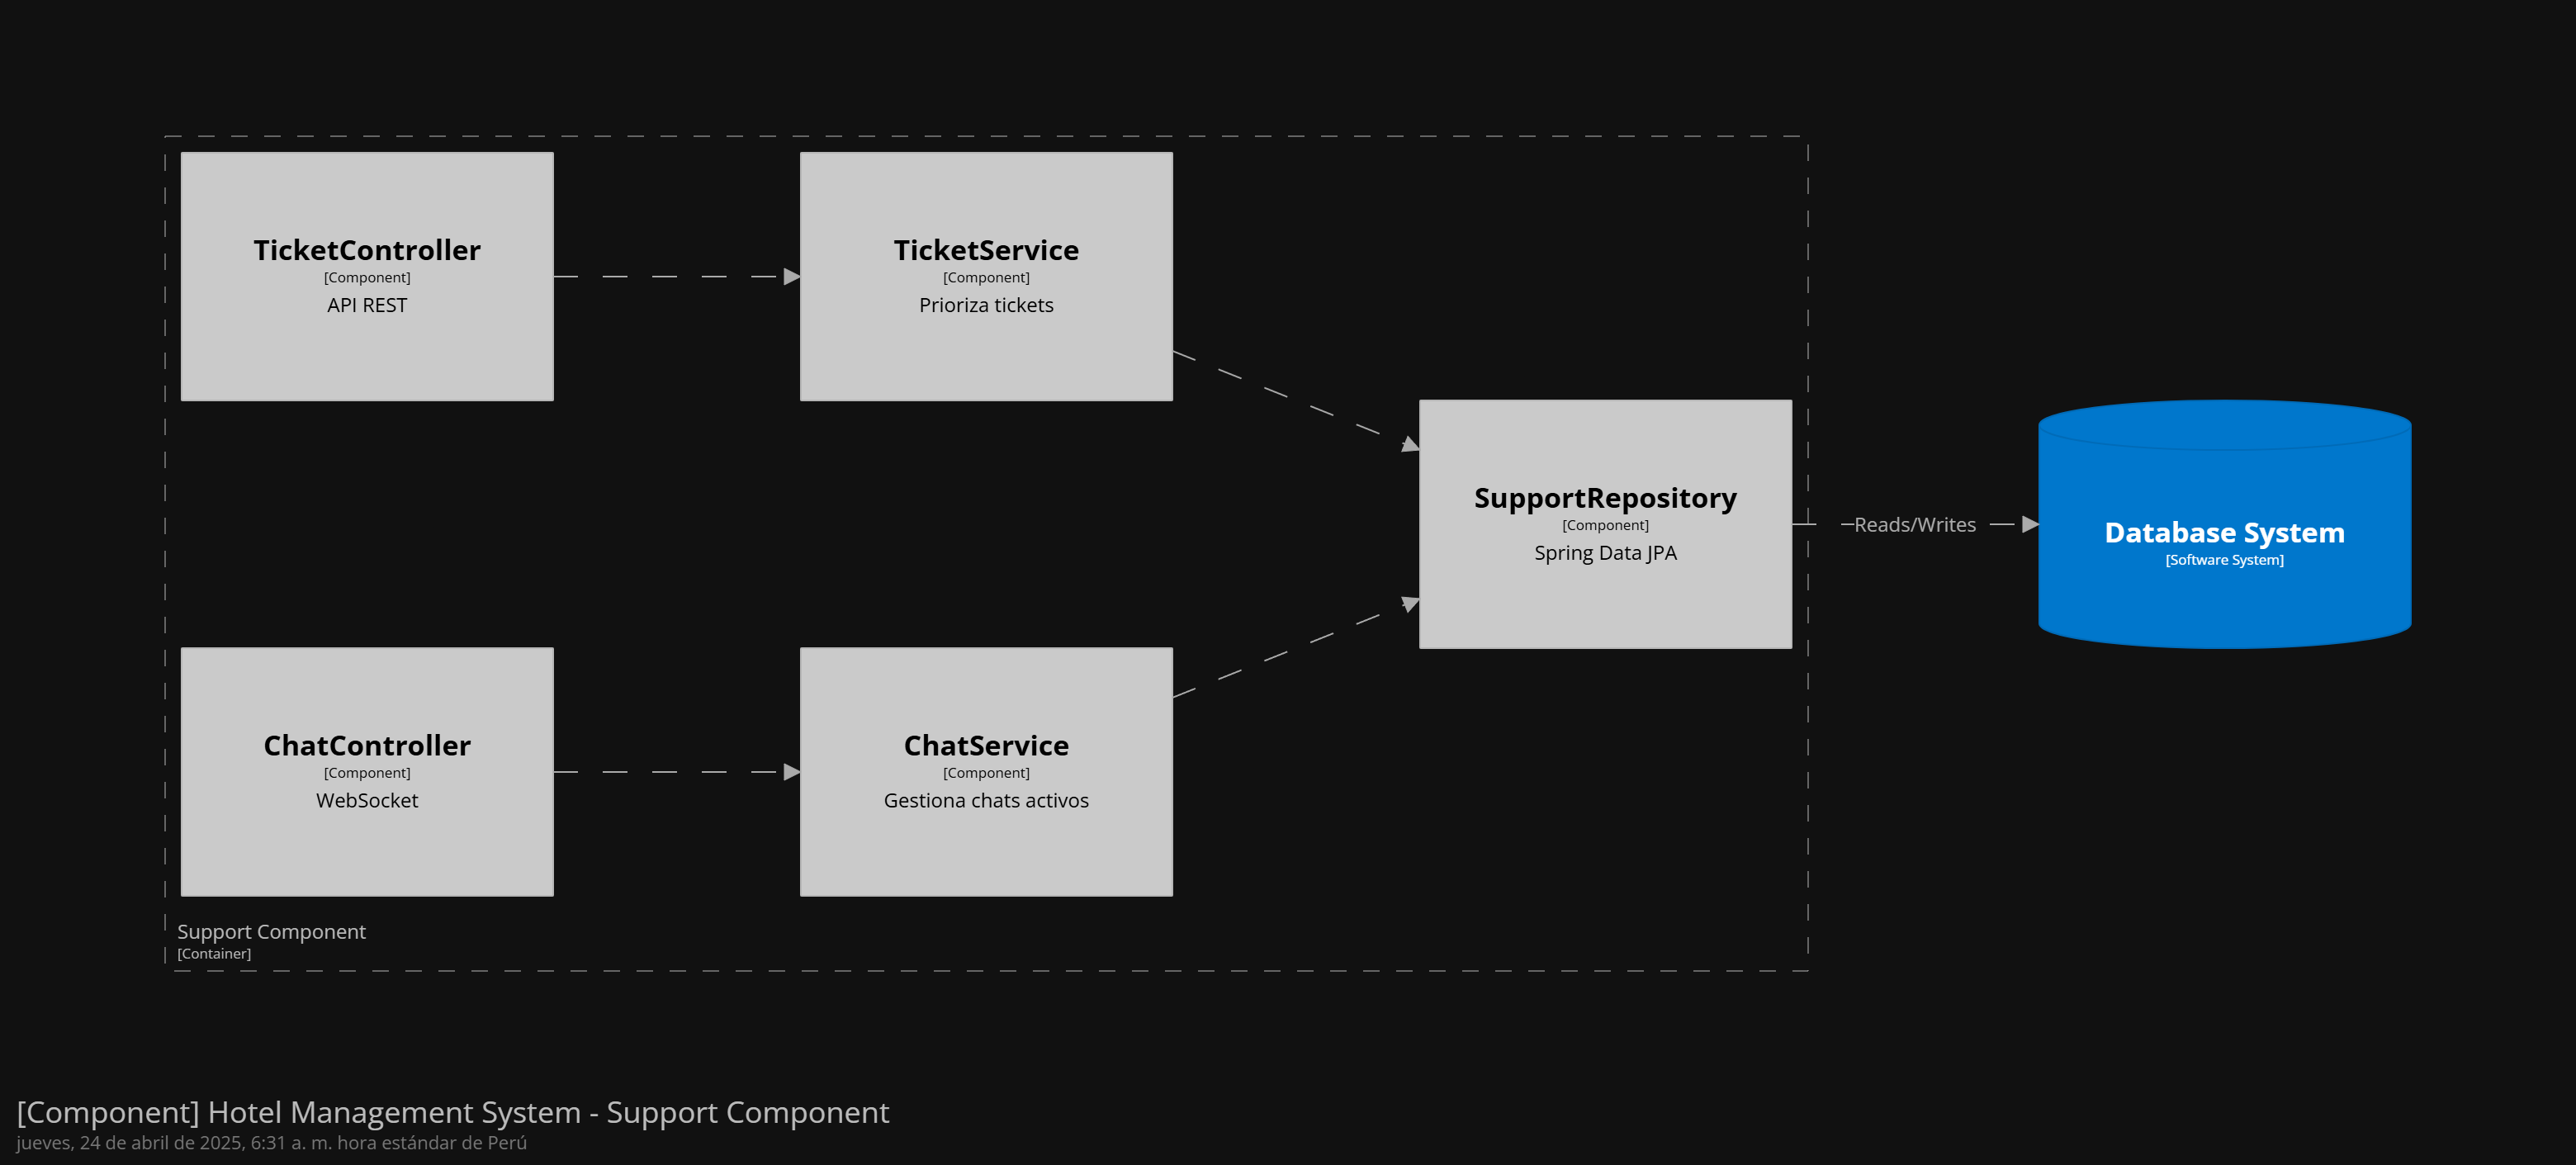 TicketController
[Component]
API REST
TicketService
[Component]
Prioriza tickets
SupportRepository
[Component]
Spring Data JPA
Reads/Writes
Database System
[Software System]
ChatController
[Component]
WebSocket
ChatService
[Component]
Gestiona chats activos
Support Component
[Container]
[Component] Hotel Management System - Support Component
jueves, 24 de abril de 2025, 6:31 a. m. hora estándar de Perú